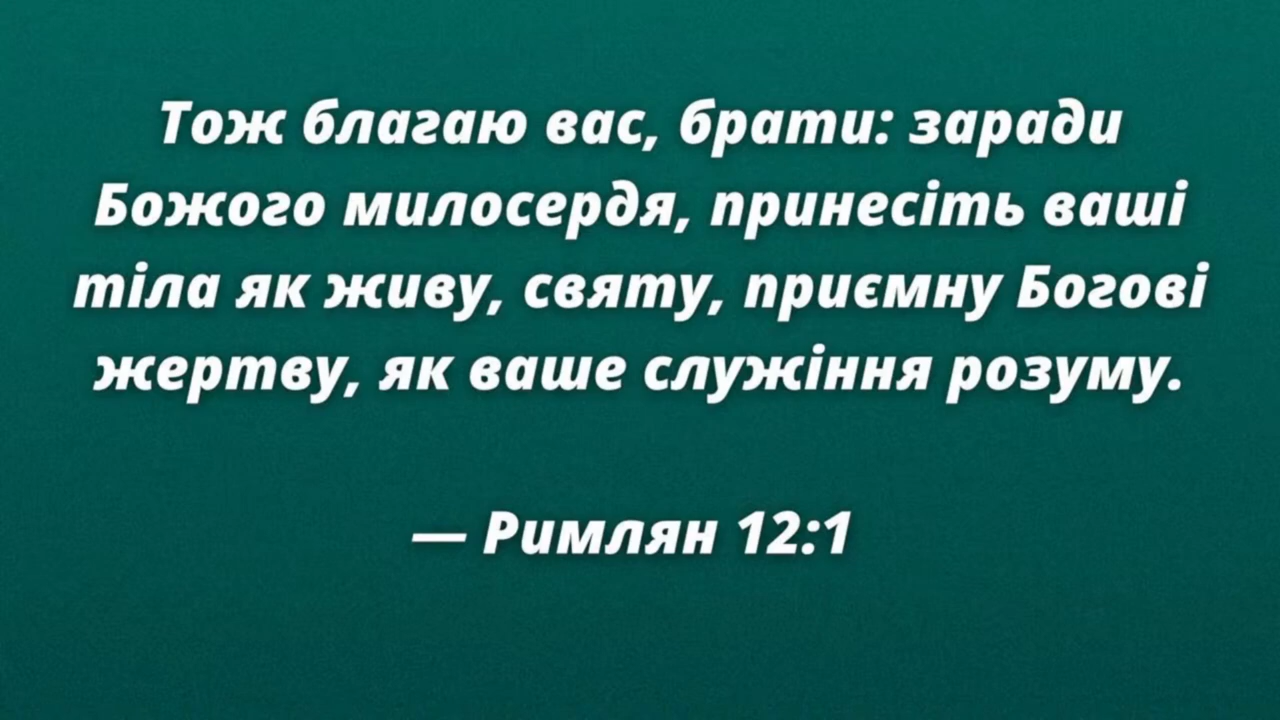 Тож благаю вас, брати: заради
Божого милосердя, принесіть ваші
тіла як живу, святу, приємну Богові
жертву, як ваше служіння розуму.
— Римлян 12:1